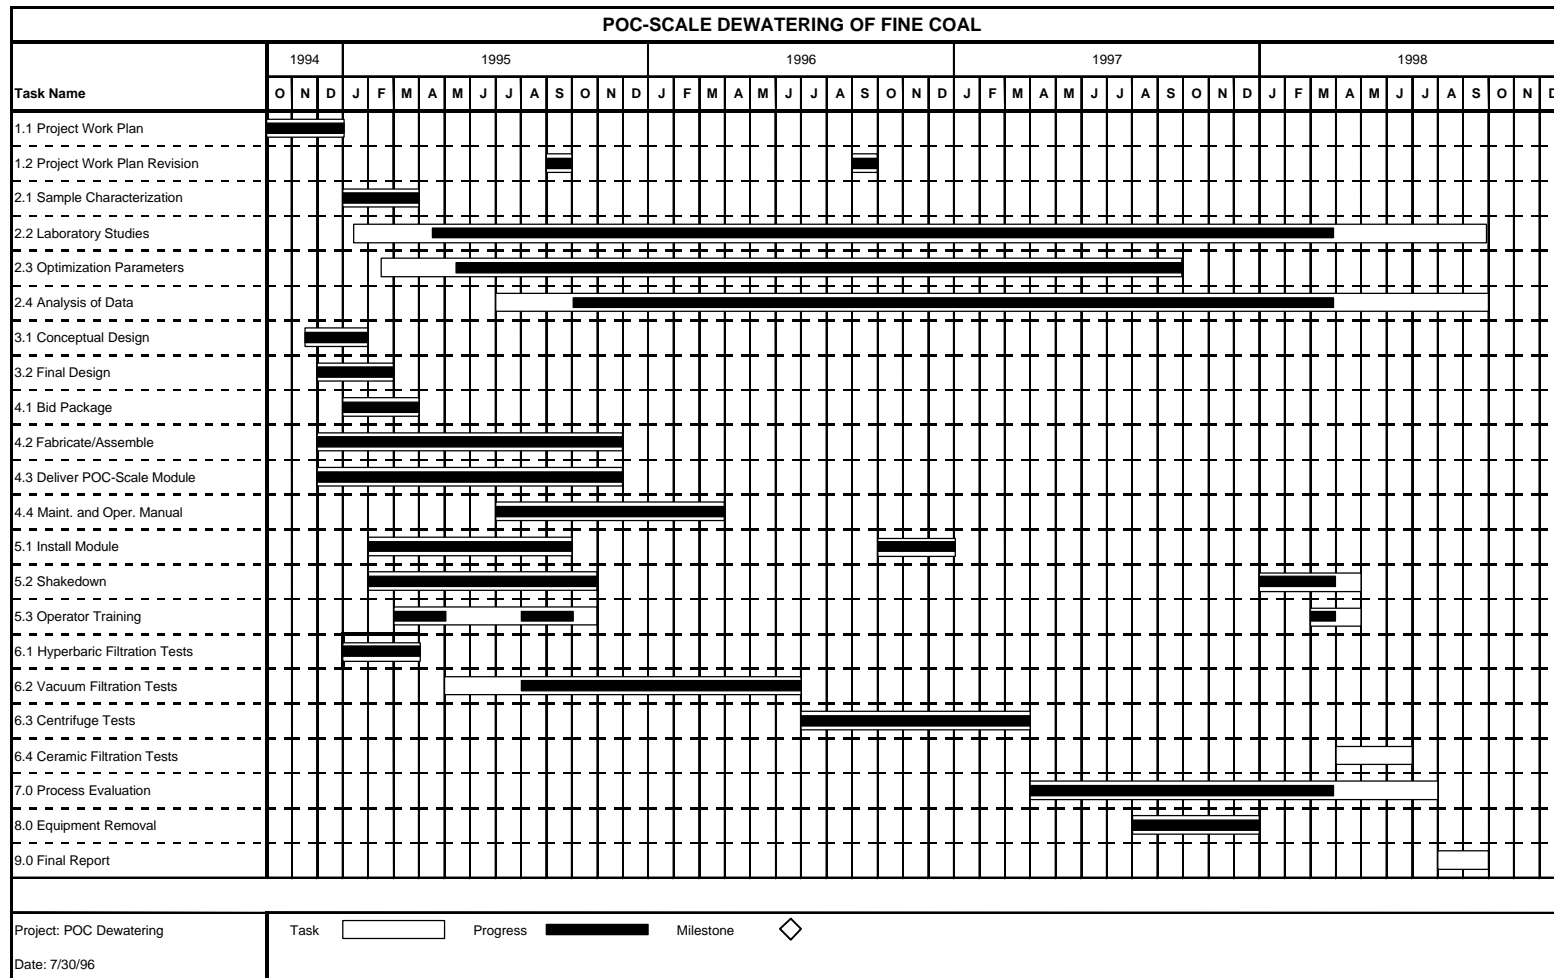 POC-SCALE DEWATERING OF FINE COAL
1994 1995 1996 1997 1998
Task Name O N D J F M A M J J A S O N D J F M A M J J A S O N D J F M A M J J A S O N D J F M A M J J A S O N D
1.1 Project Work Plan
1.2 Project Work Plan Revision
2.1 Sample Characterization
2.2 Laboratory Studies
2.3 Optimization Parameters
2.4 Analysis of Data
3.1 Conceptual Design
3.2 Final Design
4.1 Bid Package
4.2 Fabricate/Assemble
4.3 Deliver POC-Scale Module
4.4 Maint. and Oper. Manual
5.1 Install Module
5.2 Shakedown
5.3 Operator Training
6.1 Hyperbaric Filtration Tests
6.2 Vacuum Filtration Tests
6.3 Centrifuge Tests
6.4 Ceramic Filtration Tests
7.0 Process Evaluation
8.0 Equipment Removal
9.0 Final Report
Project: POC Dewatering Task Progress Milestone
Date: 7/30/96